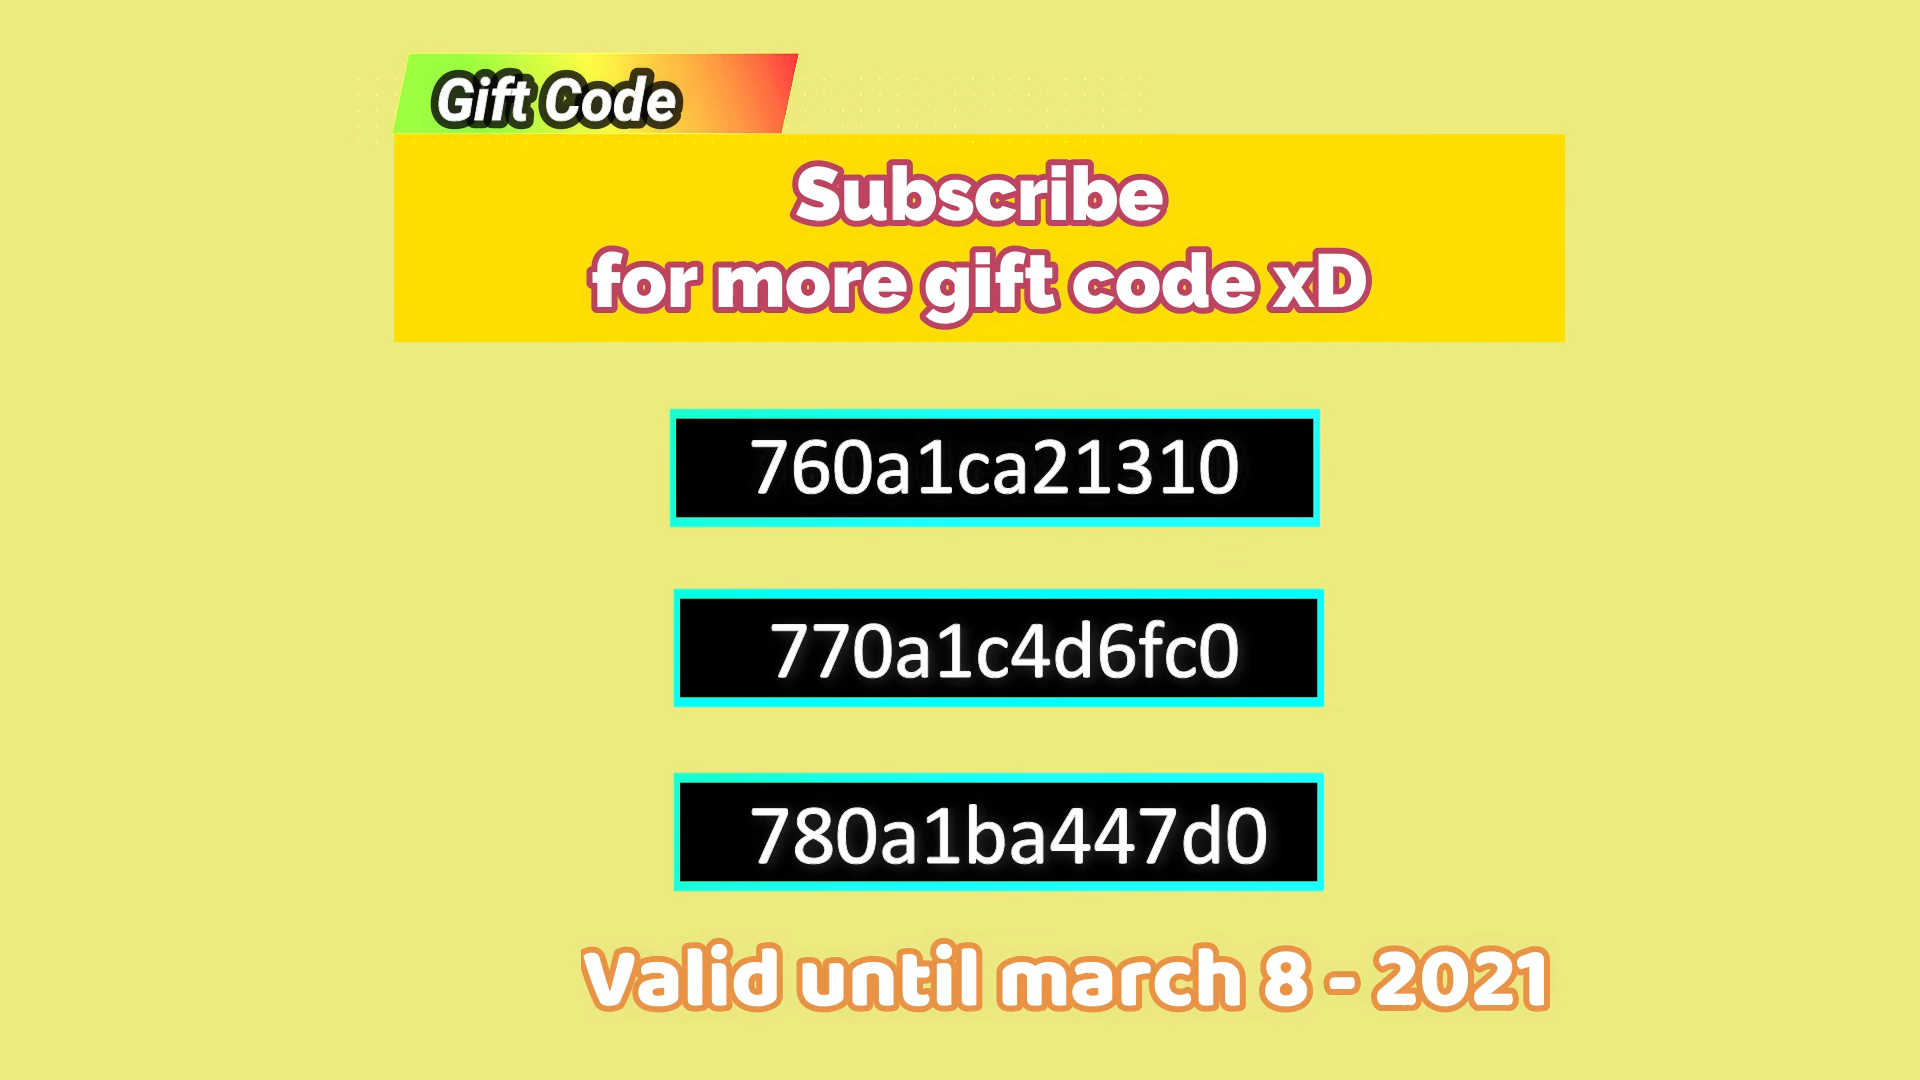 Gift Code
Subscribe
for more gift code xD
760a1ca21310
770a1c4d6fc0
780a1ba447d0
Valid until march 8 - 2021